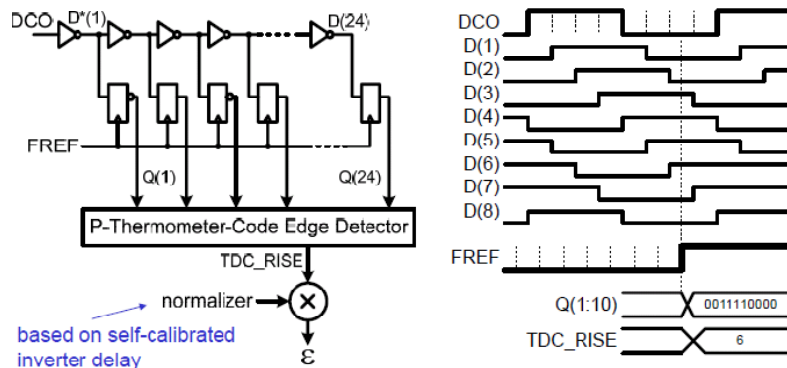 DCO D*(1) D(24)
FREF
Q(1) Q(24)
P-Thermometer-Code Edge Detector
TDC_RISE
normalizer
based on self-calibrated
inverter delay
ε
DCO
D(1)
D(2)
D(3)
D(4)
D(5)
D(6)
D(7)
D(8)
FREF
Q(1:10) 0011110000
TDC_RISE 6